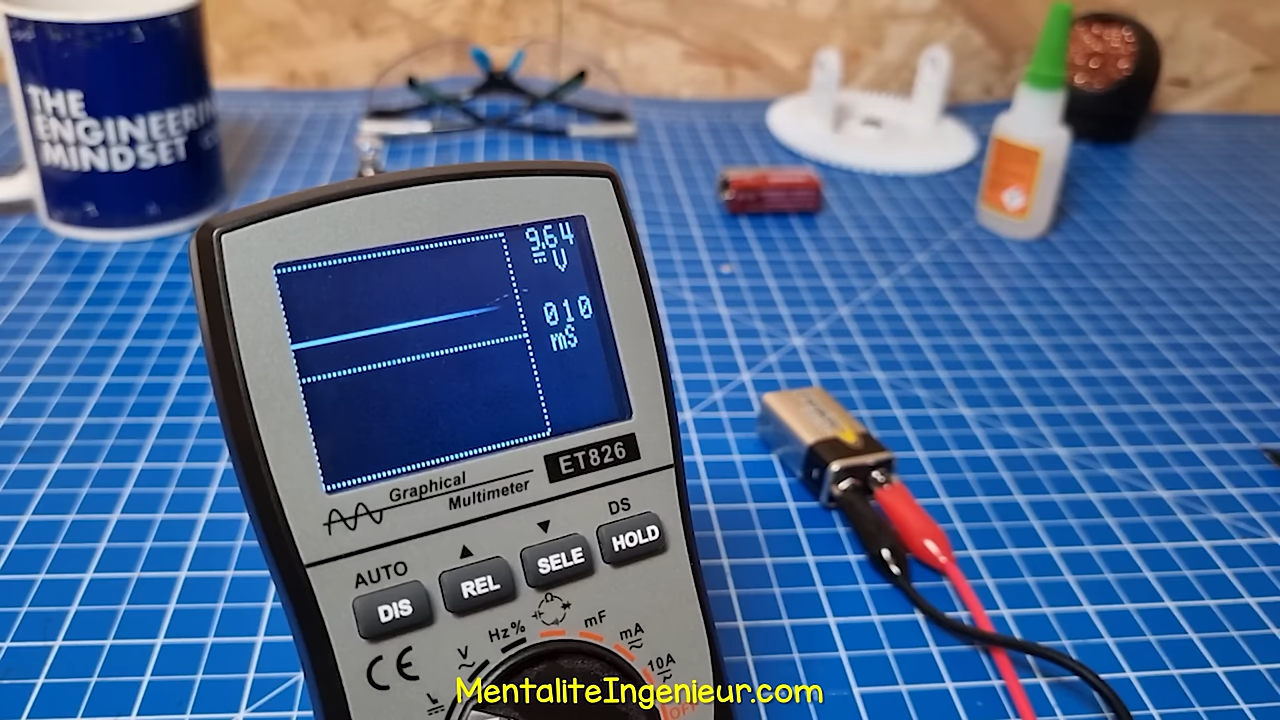 THE
ENGINEERIN
MINDSET
9.64
V
010
mS
Graphical
Multimeter
ET826
AUTO
DS
DIS
REL
SELE
HOLD
Hz%
mF
mA
V
10A
CE
OFF
MentaliteIngenieur.com